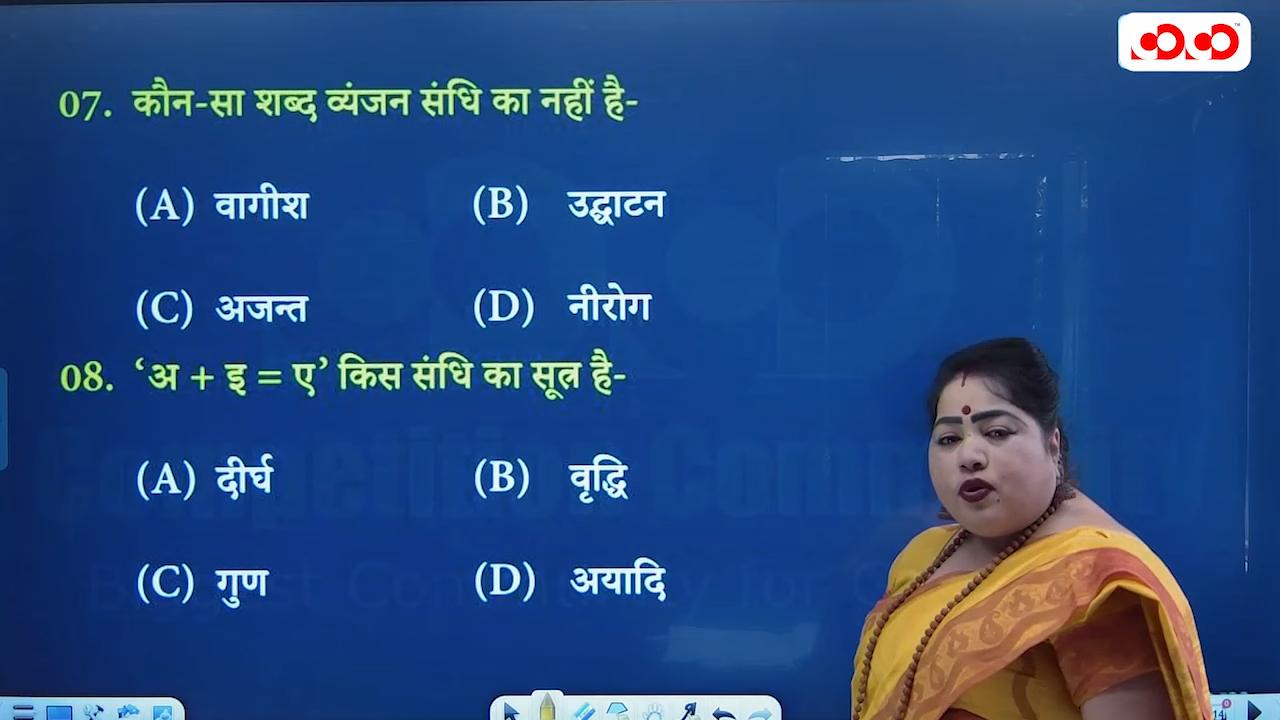 07. कौन-सा शब्द व्यंजन संधि का नहीं है-
(A) वागीश (B) उद्घाटन
(C) अजन्त (D) नीरोग
08. ‘अ + इ = ए’ किस संधि का सूत्र है-
(A) दीर्घ (B) वृद्धि
(C) गुण (D) अयादि